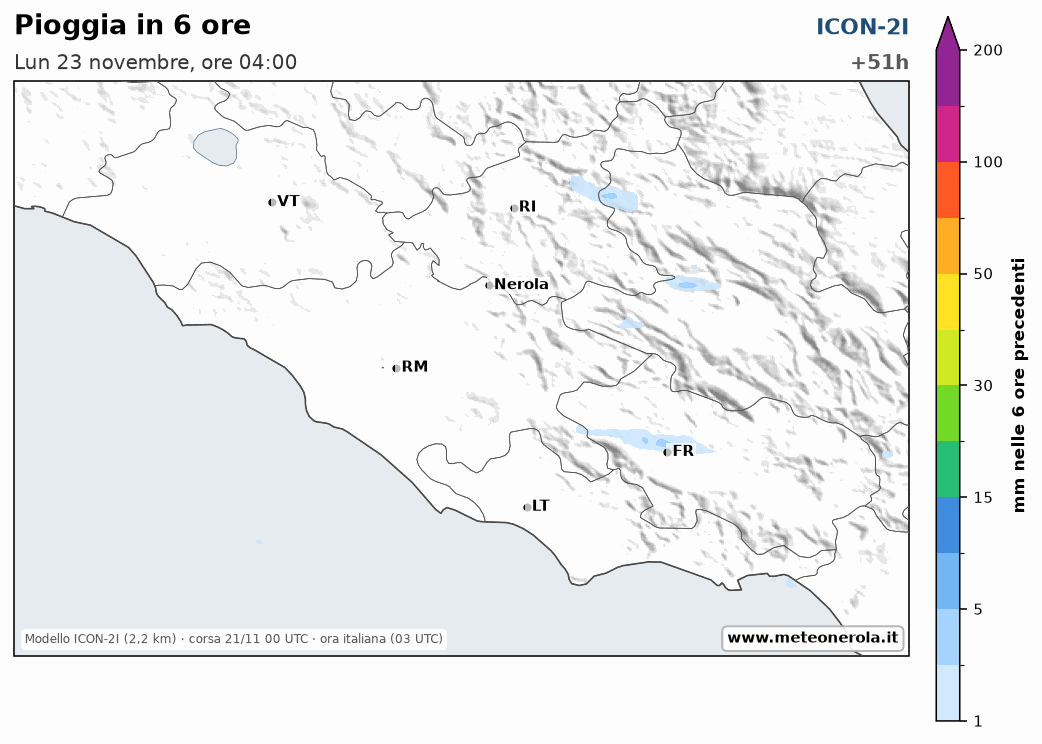 Pioggia in 6 ore
ICON-2I
Lun 23 novembre, ore 04:00
+51h
200
100
50
30
15
5
1
mm nelle 6 ore precedenti
VT
RI
Nerola
RM
FR
LT
Modello ICON-2I (2,2 km) · corsa 21/11 00 UTC · ora italiana (03 UTC)
www.meteonerola.it